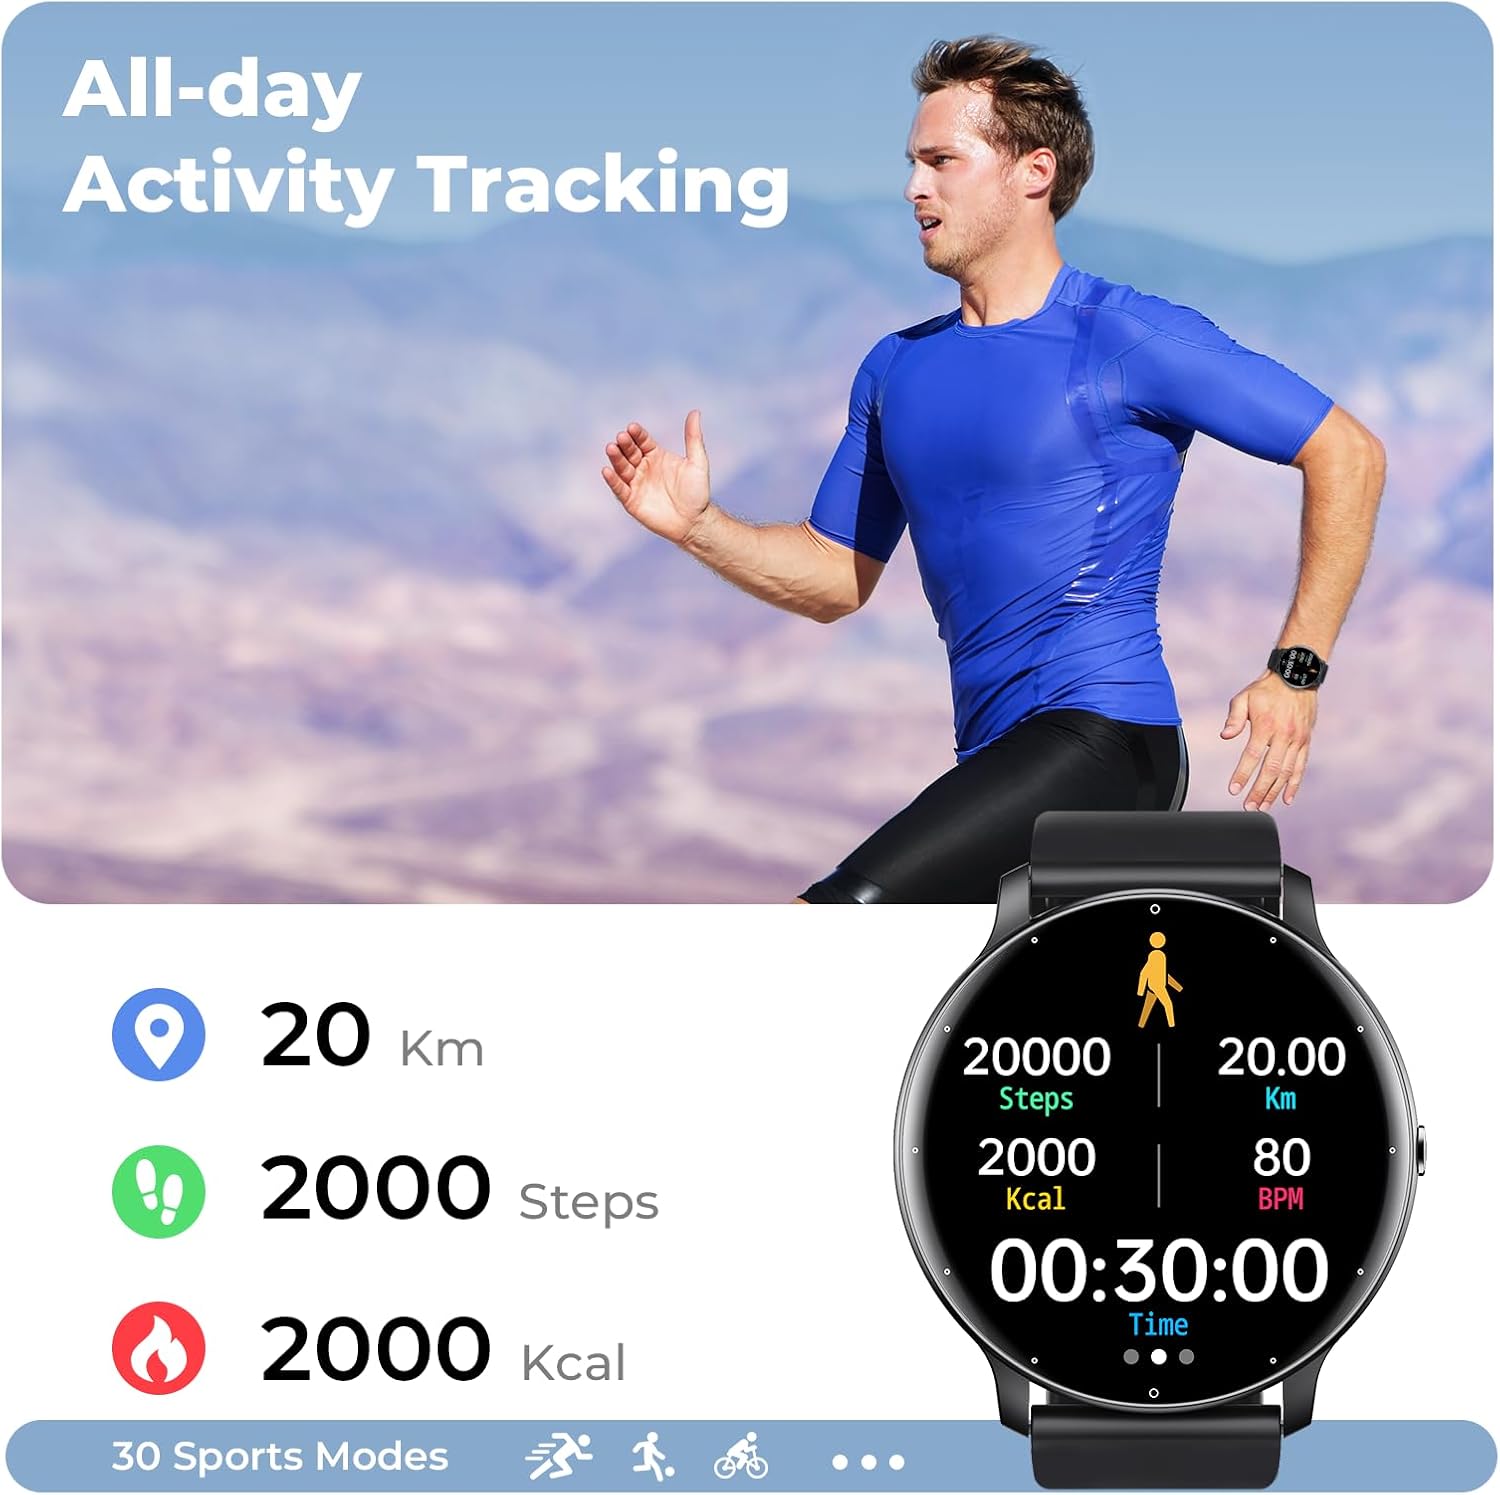 All-day
Activity Tracking
20 Km
2000 Steps
2000 Kcal
20000 20.00
Steps Km
2000 80
Kcal BPM
00:30:00
Time
30 Sports Modes